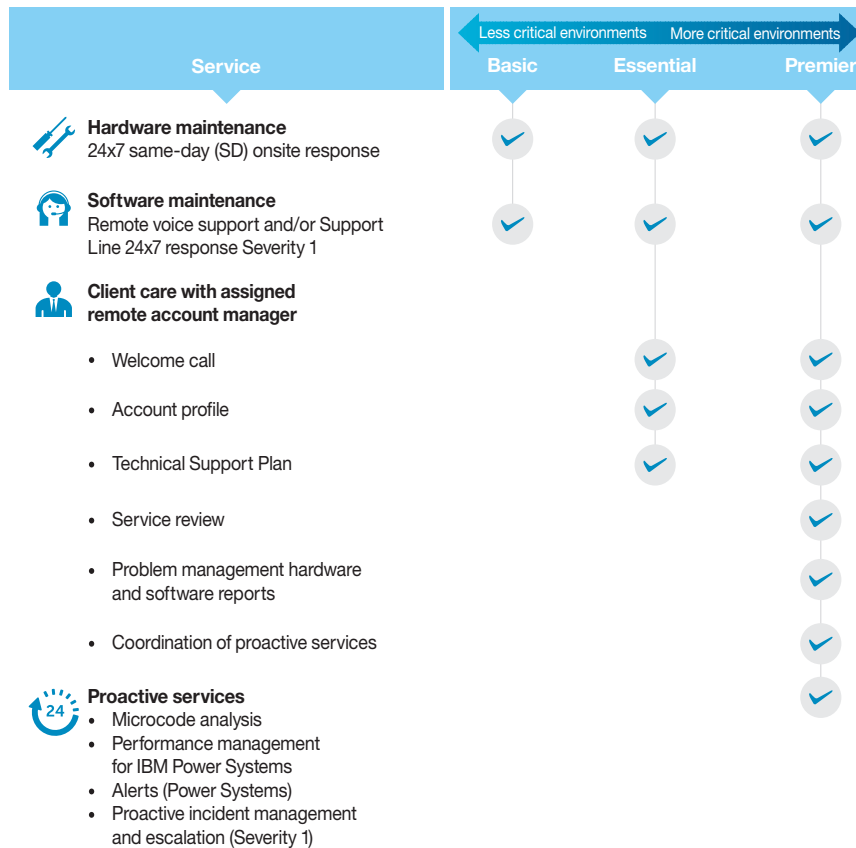 Less critical environments More critical environments
Service Basic Essential Premier
Hardware maintenance
24x7 same-day (SD) onsite response
Software maintenance
Remote voice support and/or Support
Line 24x7 response Severity 1
Client care with assigned
remote account manager
• Welcome call
• Account profile
• Technical Support Plan
• Service review
• Problem management hardware
and software reports
• Coordination of proactive services
24
Proactive services
• Microcode analysis
• Performance management
for IBM Power Systems
• Alerts (Power Systems)
• Proactive incident management
and escalation (Severity 1)